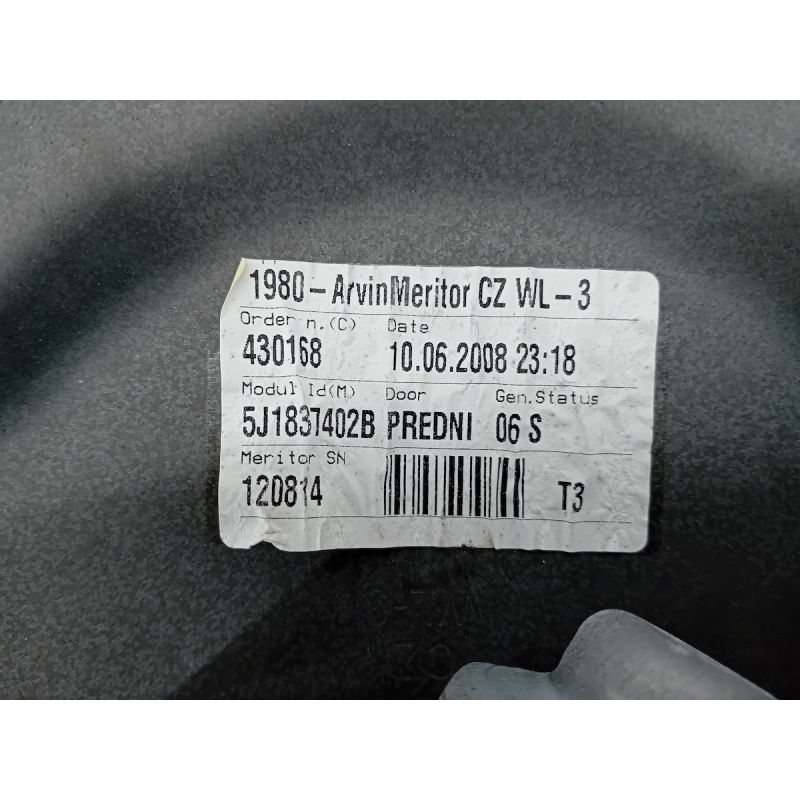 1980-ArvinMeritor CZ WL-3
Order n.(C) Date
430168 10.06.2008 23:18
Modul Id(M) Door Gen.Status
5J1837402B PREDNI 06 S
Meritor SN
120814 T3